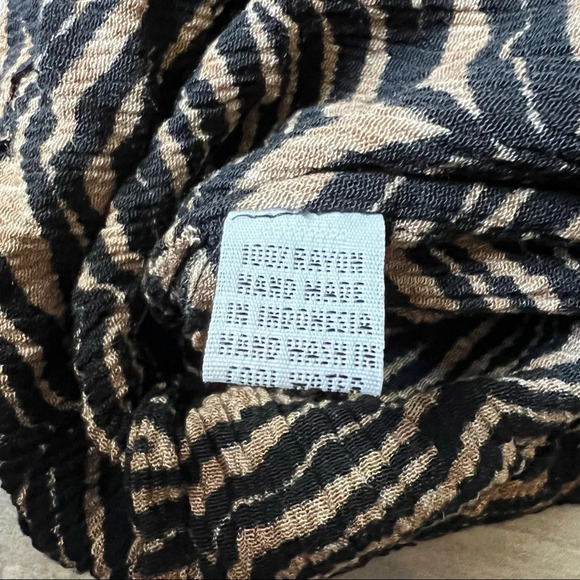 100% RAYON
HAND MADE
IN INDONESIA
HAND WASH IN
COOL WATER